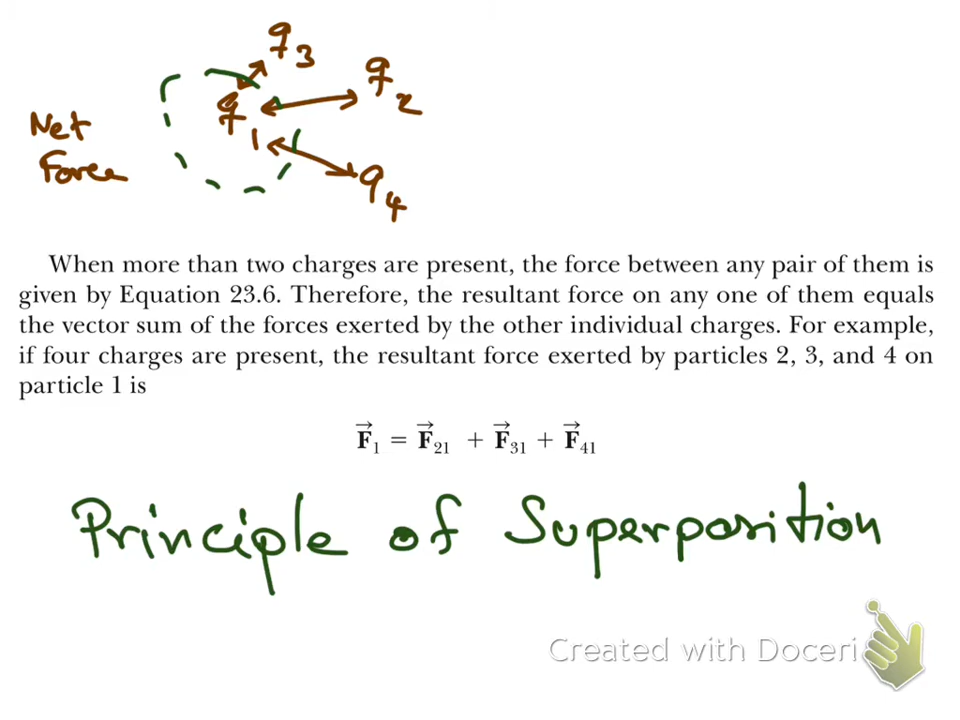 q3
q2
Net
q1
Force
q4
When more than two charges are present, the force between any pair of them is
given by Equation 23.6. Therefore, the resultant force on any one of them equals
the vector sum of the forces exerted by the other individual charges. For example,
if four charges are present, the resultant force exerted by particles 2, 3, and 4 on
particle 1 is
F⃗₁ = F⃗₂₁ + F⃗₃₁ + F⃗₄₁
Principle of Superposition
Created with Doceri